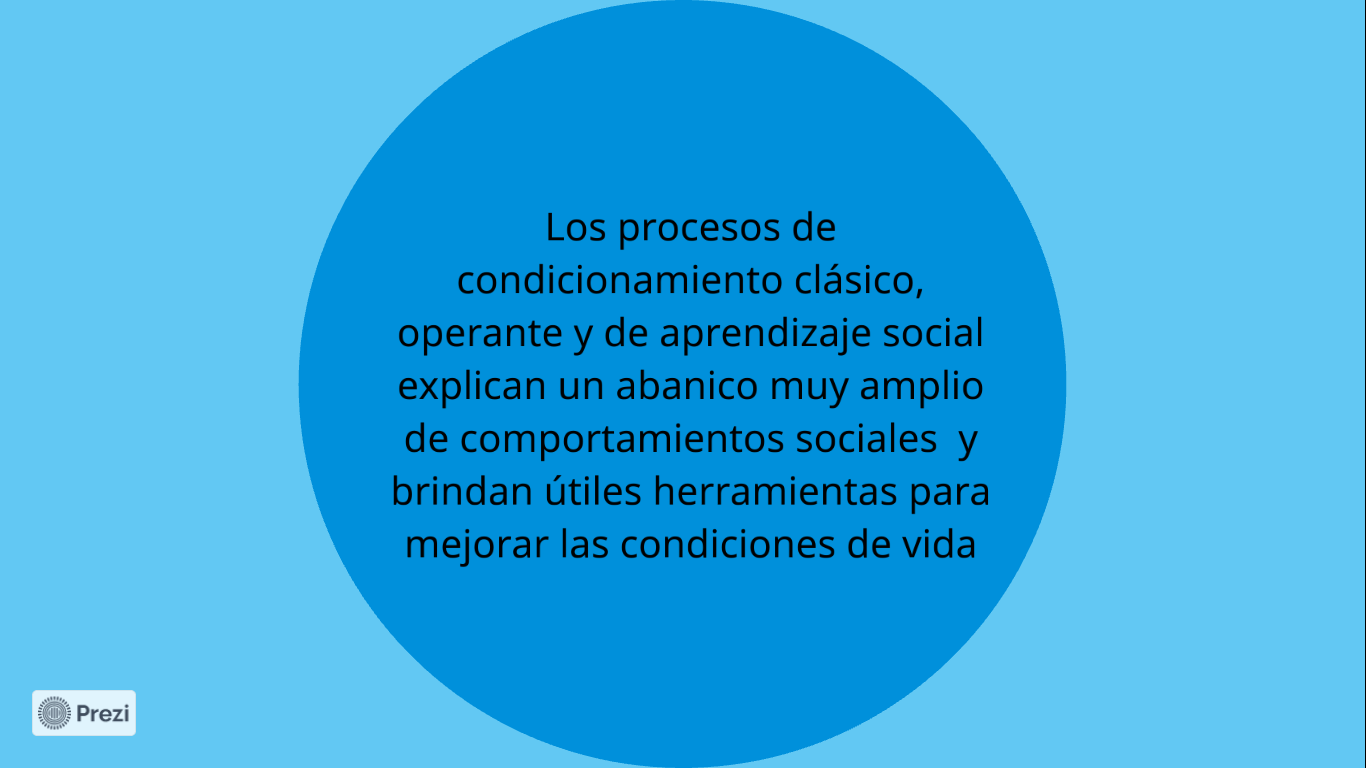 Los procesos de
condicionamiento clásico,
operante y de aprendizaje social
explican un abanico muy amplio
de comportamientos sociales  y
brindan útiles herramientas para
mejorar las condiciones de vida
Prezi